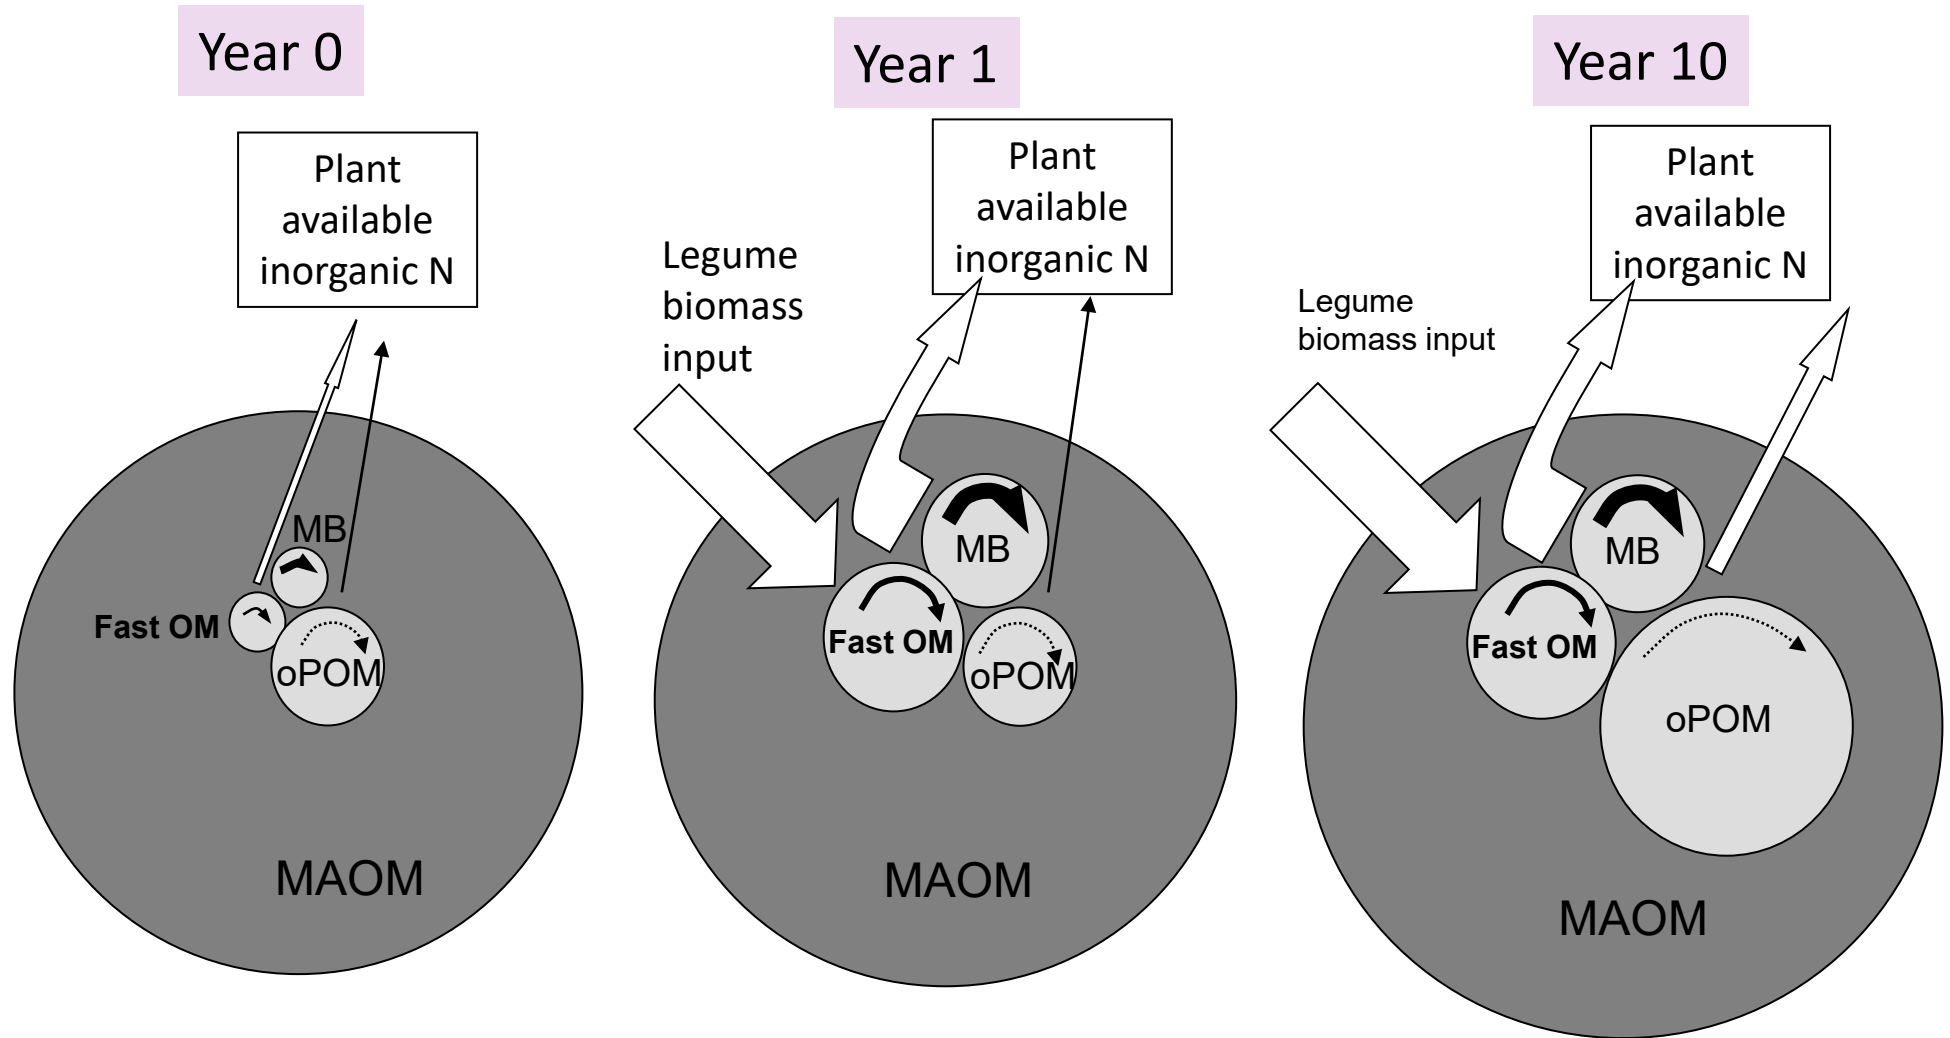 Year 0
Plant
available
inorganic N
MB
Fast OM
oPOM
MAOM
Year 1
Plant
available
inorganic N
Legume
biomass
input
MB
Fast OM
oPOM
MAOM
Year 10
Plant
available
inorganic N
Legume
biomass input
MB
Fast OM
oPOM
MAOM